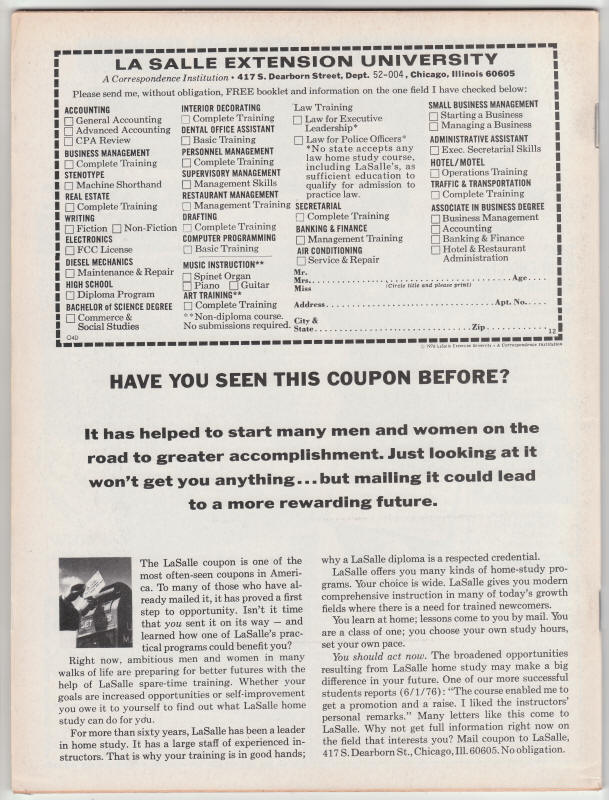 LA SALLE EXTENSION UNIVERSITY
A Correspondence Institution • 417 S. Dearborn Street, Dept. 52-004, Chicago, Illinois 60605
Please send me, without obligation, FREE booklet and information on the one field I have checked below:
ACCOUNTING
General Accounting
Advanced Accounting
CPA Review
BUSINESS MANAGEMENT
Complete Training
STENOTYPE
Machine Shorthand
REAL ESTATE
Complete Training
WRITING
Fiction Non-Fiction
ELECTRONICS
FCC License
DIESEL MECHANICS
Maintenance & Repair
HIGH SCHOOL
Diploma Program
BACHELOR of SCIENCE DEGREE
Commerce &
Social Studies
O4D
INTERIOR DECORATING
Complete Training
DENTAL OFFICE ASSISTANT
Basic Training
PERSONNEL MANAGEMENT
Complete Training
SUPERVISORY MANAGEMENT
Management Skills
RESTAURANT MANAGEMENT
Management Training
DRAFTING
Complete Training
COMPUTER PROGRAMMING
Basic Training
MUSIC INSTRUCTION**
Spinet Organ
Piano Guitar
ART TRAINING**
Complete Training
**Non-diploma course.
No submissions required.
Law Training
Law for Executive
Leadership*
Law for Police Officers*
*No state accepts any
law home study course,
including LaSalle's, as
sufficient education to
qualify for admission to
practice law.
SECRETARIAL
Complete Training
BANKING & FINANCE
Management Training
AIR CONDITIONING
Service & Repair
SMALL BUSINESS MANAGEMENT
Starting a Business
Managing a Business
ADMINISTRATIVE ASSISTANT
Exec. Secretarial Skills
HOTEL/MOTEL
Operations Training
TRAFFIC & TRANSPORTATION
Complete Training
ASSOCIATE IN BUSINESS DEGREE
Business Management
Accounting
Banking & Finance
Hotel & Restaurant
Administration
Mr.
Mrs. Age
Miss (Circle title and please print)
Address Apt. No.
City &
State Zip 12
© 1976 LaSalle Extension University • A Correspondence Institution
HAVE YOU SEEN THIS COUPON BEFORE?
It has helped to start many men and women on the
road to greater accomplishment. Just looking at it
won't get you anything...but mailing it could lead
to a more rewarding future.
The LaSalle coupon is one of the
most often-seen coupons in Ameri-
ca. To many of those who have al-
ready mailed it, it has proved a first
step to opportunity. Isn't it time
that you sent it on its way — and
learned how one of LaSalle's prac-
tical programs could benefit you?
Right now, ambitious men and women in many
walks of life are preparing for better futures with the
help of LaSalle spare-time training. Whether your
goals are increased opportunities or self-improvement
you owe it to yourself to find out what LaSalle home
study can do for you.
For more than sixty years, LaSalle has been a leader
in home study. It has a large staff of experienced in-
structors. That is why your training is in good hands;
why a LaSalle diploma is a respected credential.
LaSalle offers you many kinds of home-study pro-
grams. Your choice is wide. LaSalle gives you modern
comprehensive instruction in many of today's growth
fields where there is a need for trained newcomers.
You learn at home; lessons come to you by mail. You
are a class of one; you choose your own study hours,
set your own pace.
You should act now. The broadened opportunities
resulting from LaSalle home study may make a big
difference in your future. One of our more successful
students reports (6/1/76): "The course enabled me to
get a promotion and a raise. I liked the instructors'
personal remarks." Many letters like this come to
LaSalle. Why not get full information right now on
the field that interests you? Mail coupon to LaSalle,
417 S. Dearborn St., Chicago, Ill. 60605. No obligation.